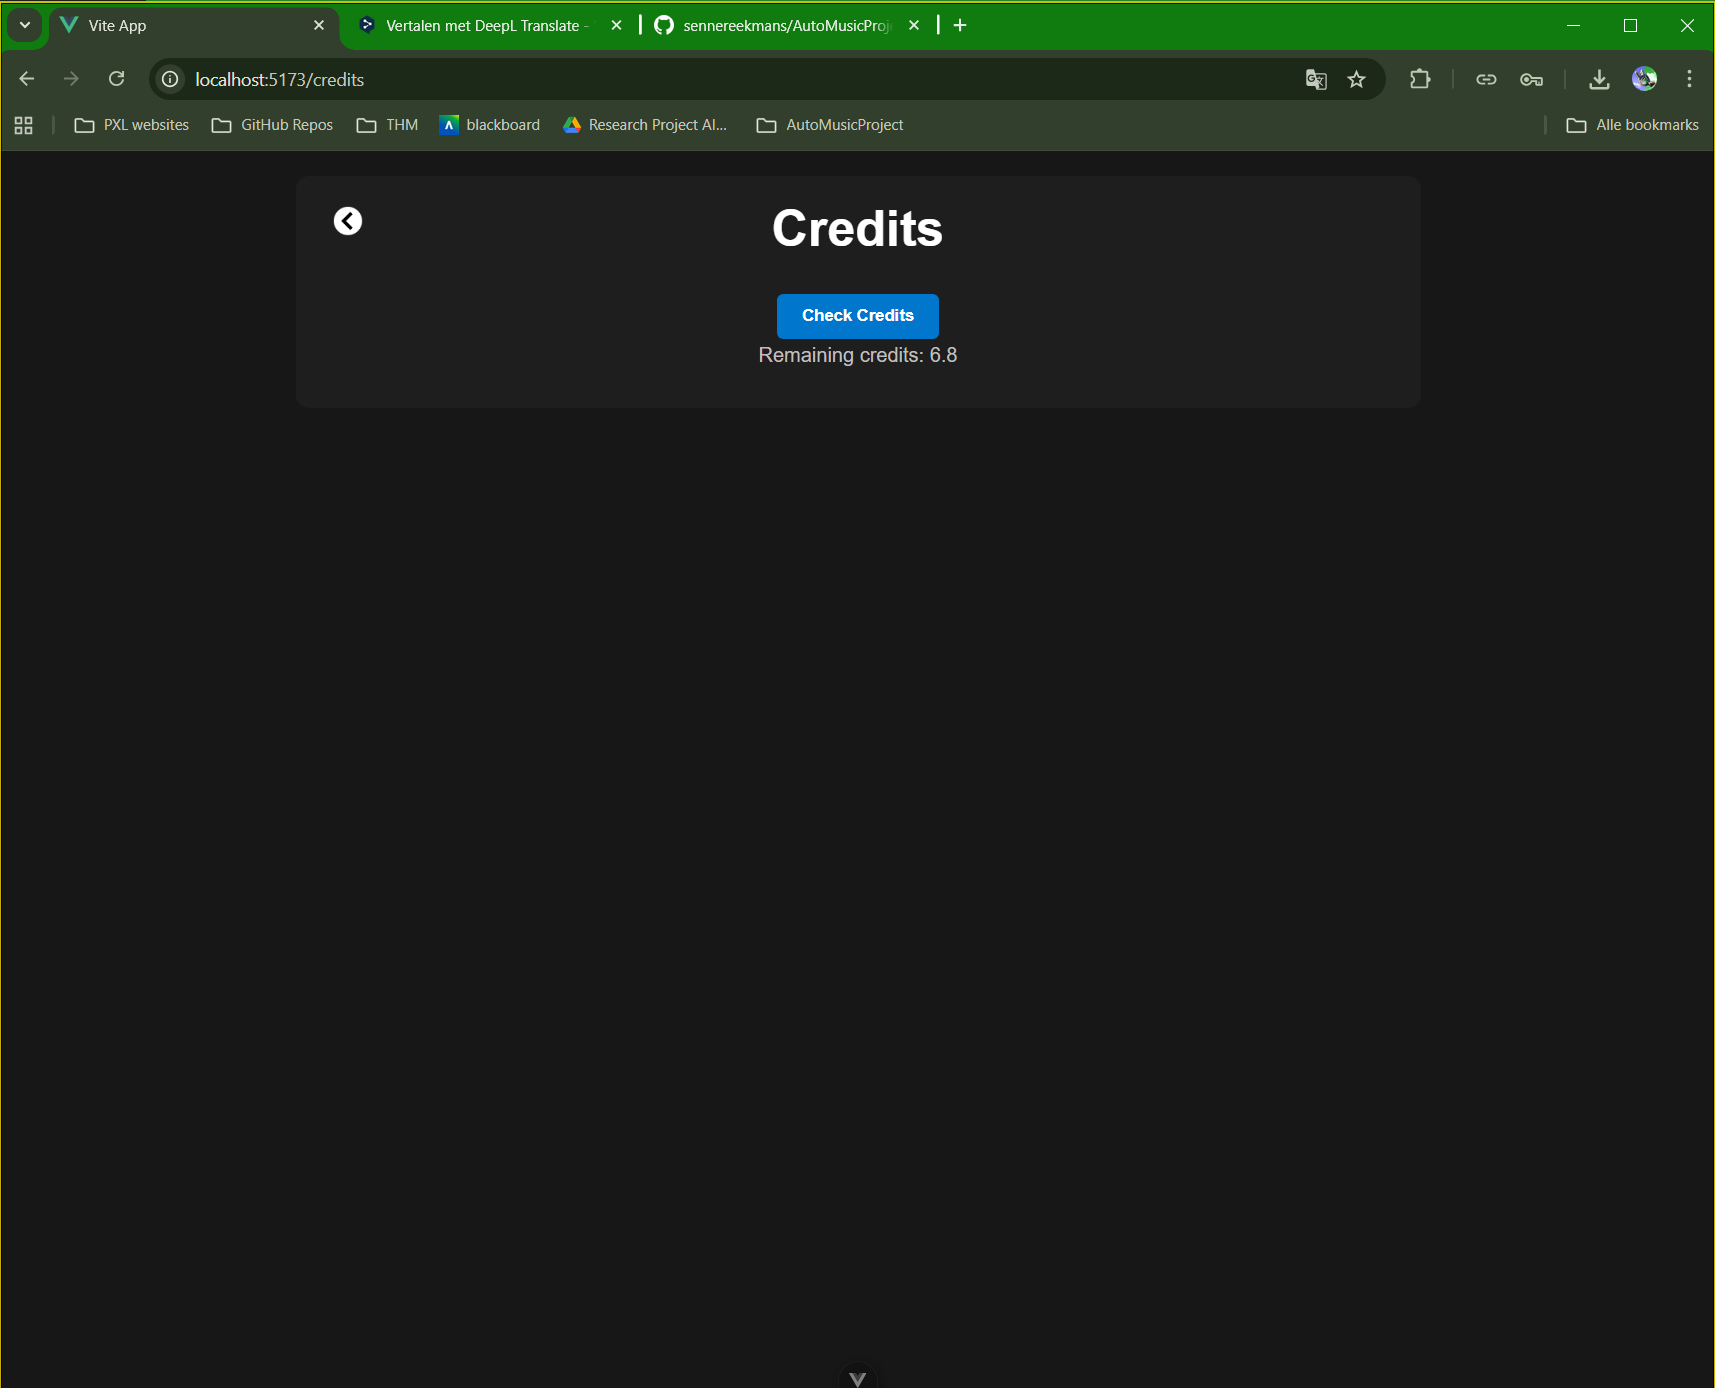 Vite App
Vertalen met DeepL Translate -
sennereekmans/AutoMusicProj
localhost:5173/credits
PXL websites
GitHub Repos
THM
blackboard
Research Project AI...
AutoMusicProject
Alle bookmarks
Credits
Check Credits
Remaining credits: 6.8